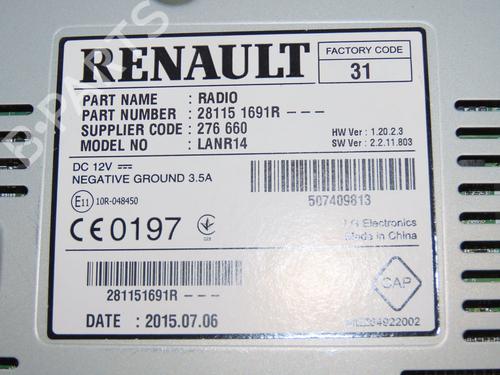 RENAULT
FACTORY CODE
31
PART NAME : RADIO
PART NUMBER : 28115 1691R - - -
SUPPLIER CODE : 276 660
MODEL NO : LANR14
HW Ver : 1.20.2.3
SW Ver : 2.2.11.803
DC 12V
NEGATIVE GROUND 3.5A
E11 10R-048450
507409813
CE0197
LG Electronics
Made in China
281151691R - - -
CAP
DATE : 2015.07.06
B-PARTS